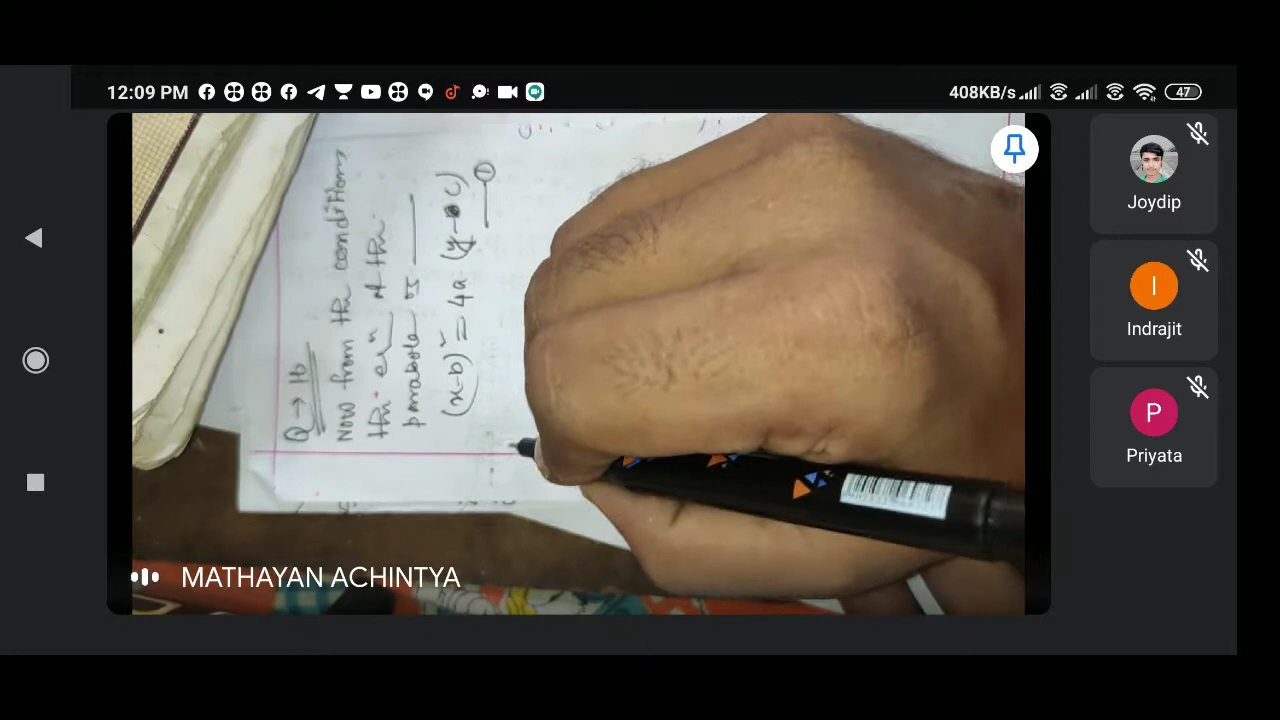 12:09 PM
408KB/s
47
Q → 16
Now from the condition
the eqn of the
parabola is
(x-b)² = 4a (y-c)
①
Joydip
I
Indrajit
P
Priyata
MATHAYAN ACHINTYA